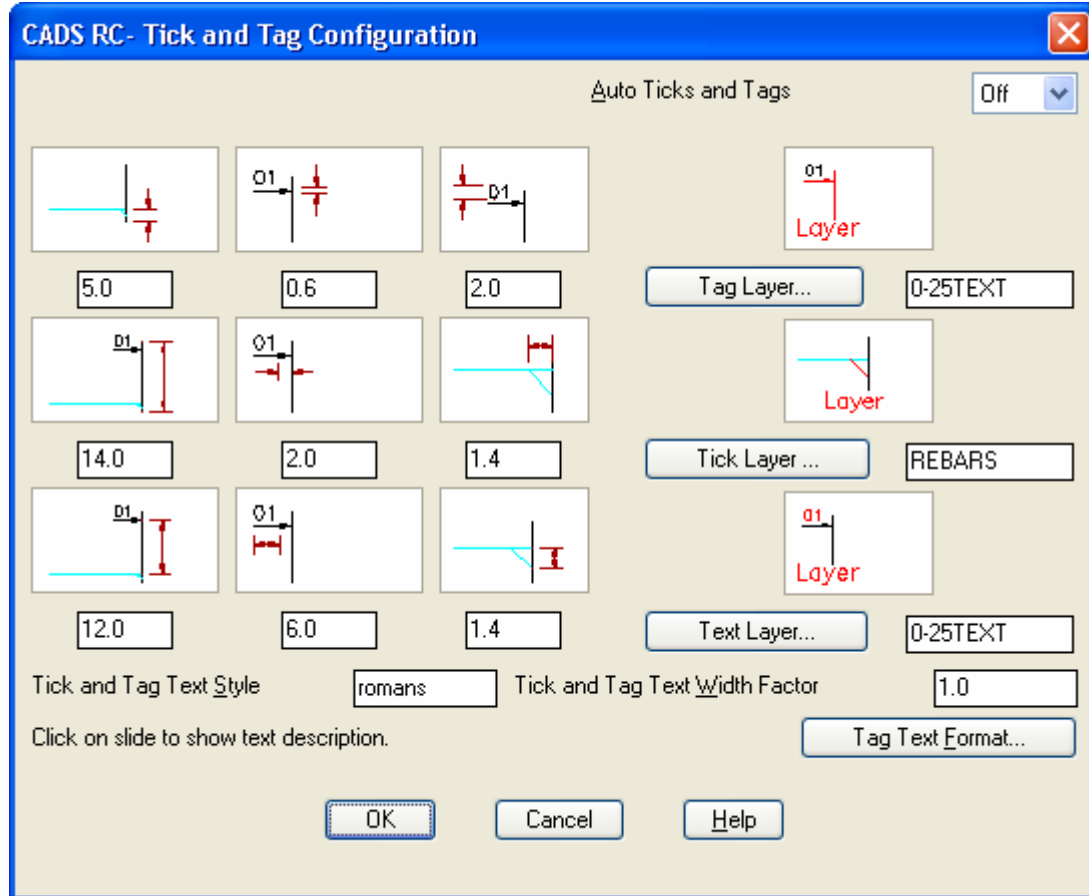 CADS RC- Tick and Tag Configuration
Auto Ticks and Tags Off
01 D1 01
Layer
5.0 0.6 2.0 Tag Layer... 0-25TEXT
D1 01
Layer
14.0 2.0 1.4 Tick Layer ... REBARS
D1 01 01
Layer
12.0 6.0 1.4 Text Layer... 0-25TEXT
Tick and Tag Text Style romans Tick and Tag Text Width Factor 1.0
Click on slide to show text description. Tag Text Format...
OK Cancel Help